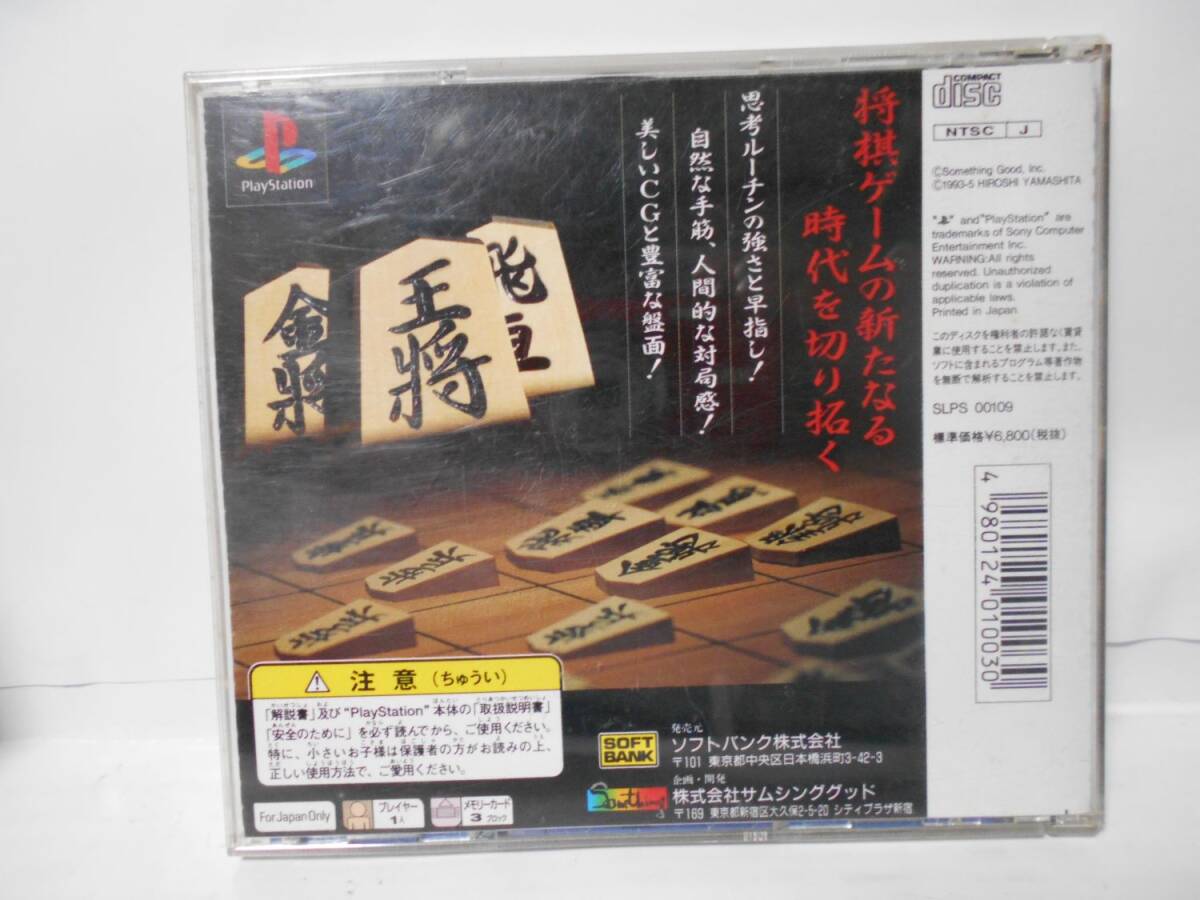 PlayStation
将棋ゲームの新たなる
時代を切り拓く
思考ルーチンの強さと早指し!
自然な手筋、人間的な対局感!
美しいCGと豊富な盤面!
金將
王將
飛
COMPACT
disc
NTSC J
©Something Good, Inc.
©1993-5 HIROSHI YAMASHITA
and "PlayStation" are
trademarks of Sony Computer
Entertainment Inc.
WARNING:All rights
reserved. Unauthorized
duplication is a violation of
applicable laws.
Printed in Japan.
このディスクを権利者の許諾なく賃貸
業に使用することを禁止します。また、
ソフトに含まれるプログラム等著作物
を無断で解析することを禁止します。
SLPS 00109
標準価格¥6,800(税抜)
4 980124 010030
注意(ちゅうい)
「解説書」及び"PlayStation"本体の「取扱説明書」
「安全のために」を必ず読んでから、ご使用ください。
特に、小さいお子様は保護者の方がお読みの上、
正しい使用方法で、ご愛用ください。
For Japan Only
プレイヤー
1人
メモリーカード
3 ブロック
SOFT
BANK
発売元
ソフトバンク株式会社
〒101 東京都中央区日本橋浜町3-42-3
Something
企画・開発
株式会社サムシンググッド
〒169 東京都新宿区大久保2-5-20 シティプラザ新宿